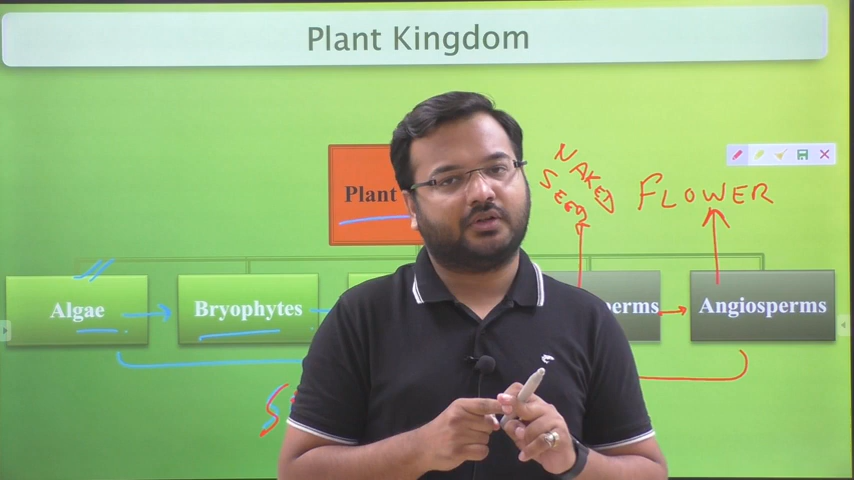 Plant Kingdom
Plant
NAKED
SEED
FLOWER
Algae
Bryophytes
Angiosperms
S